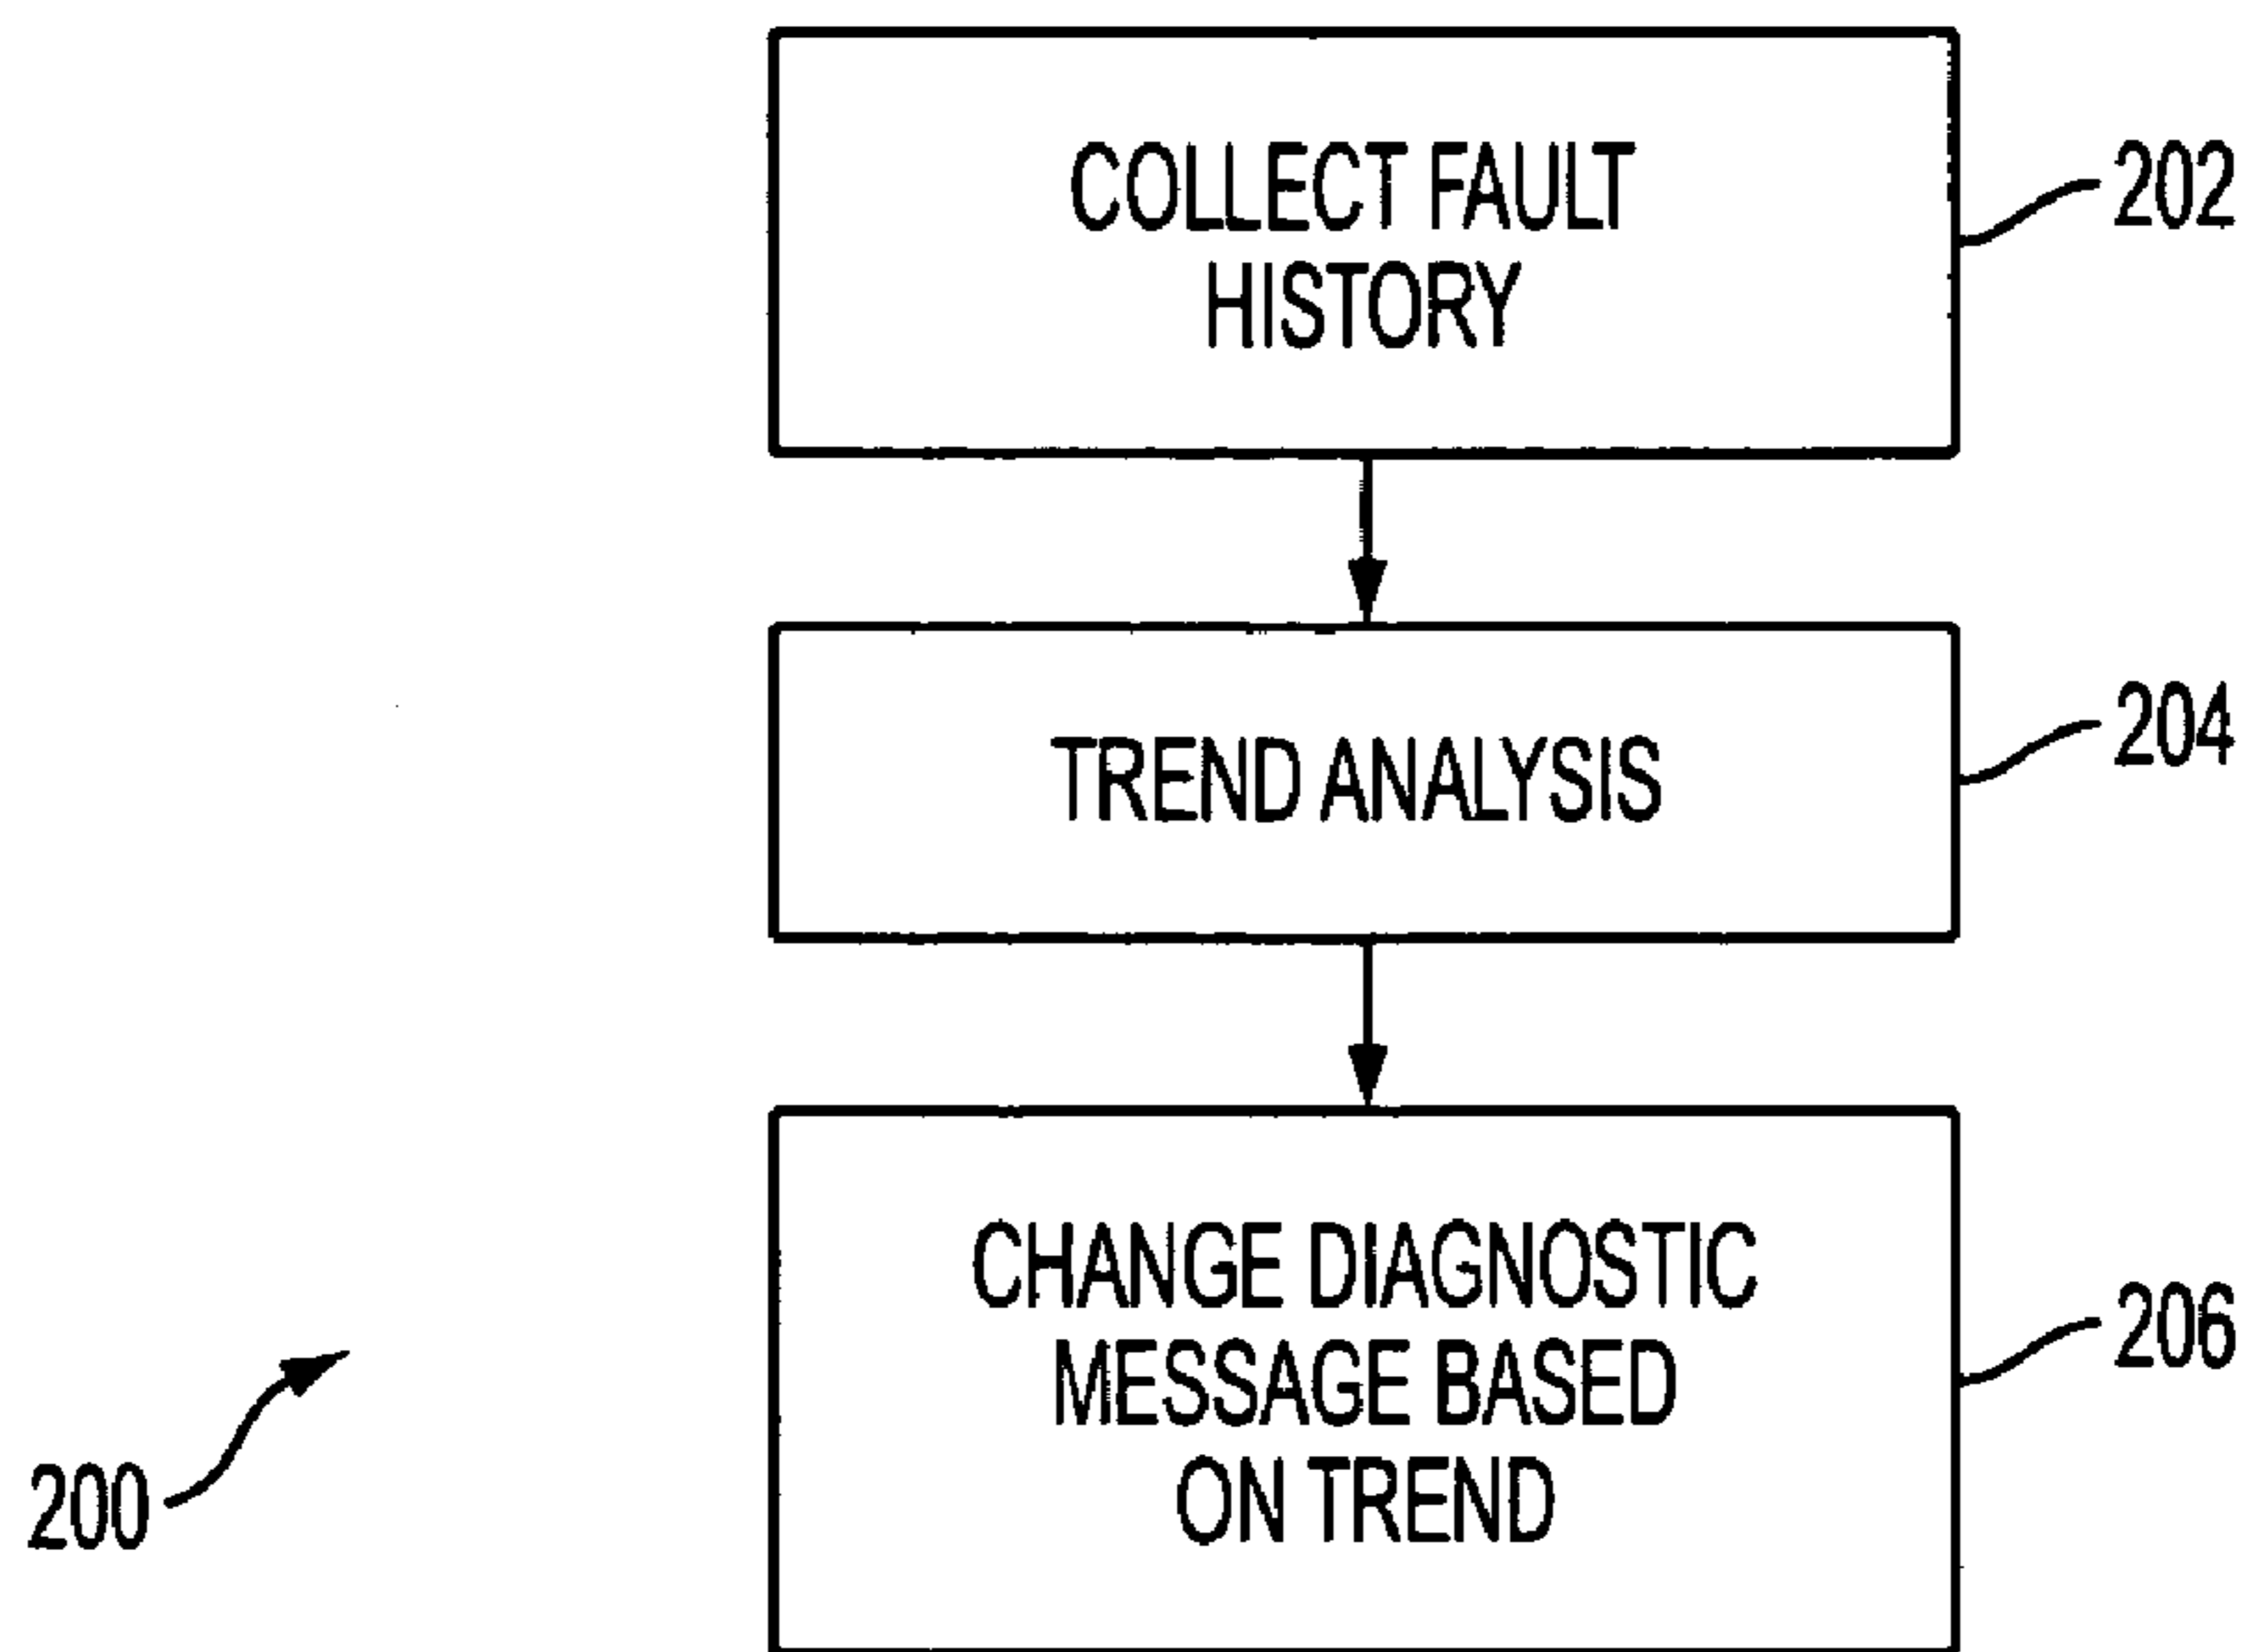 COLLECT FAULT
HISTORY
202
TREND ANALYSIS
204
CHANGE DIAGNOSTIC
MESSAGE BASED
ON TREND
206
200